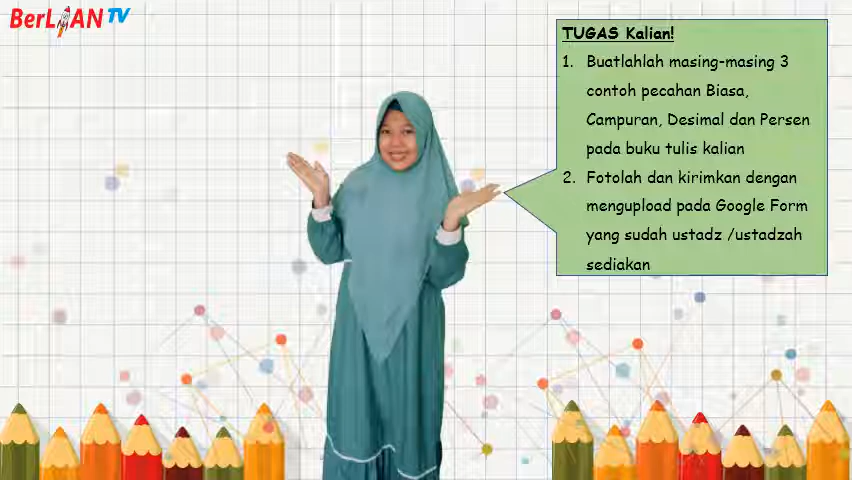 BerLIAN TV
TUGAS Kalian!
1. Buatlahlah masing-masing 3
contoh pecahan Biasa,
Campuran, Desimal dan Persen
pada buku tulis kalian
2. Fotolah dan kirimkan dengan
mengupload pada Google Form
yang sudah ustadz /ustadzah
sediakan